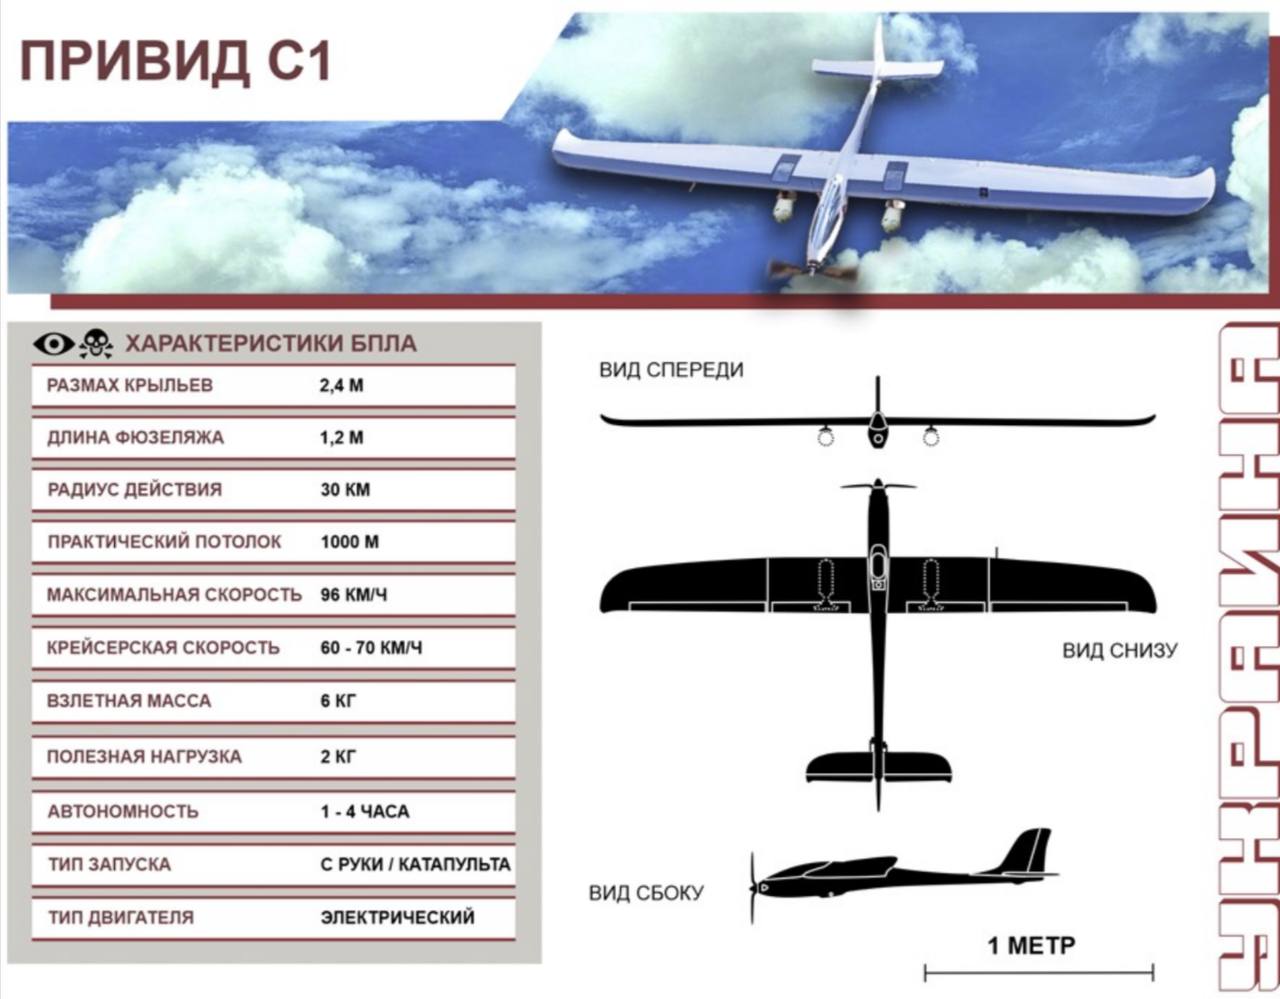 ПРИВИД С1
ХАРАКТЕРИСТИКИ БПЛА
РАЗМАХ КРЫЛЬЕВ 2,4 М
ДЛИНА ФЮЗЕЛЯЖА 1,2 М
РАДИУС ДЕЙСТВИЯ 30 КМ
ПРАКТИЧЕСКИЙ ПОТОЛОК 1000 М
МАКСИМАЛЬНАЯ СКОРОСТЬ 96 КМ/Ч
КРЕЙСЕРСКАЯ СКОРОСТЬ 60 - 70 КМ/Ч
ВЗЛЕТНАЯ МАССА 6 КГ
ПОЛЕЗНАЯ НАГРУЗКА 2 КГ
АВТОНОМНОСТЬ 1 - 4 ЧАСА
ТИП ЗАПУСКА С РУКИ / КАТАПУЛЬТА
ТИП ДВИГАТЕЛЯ ЭЛЕКТРИЧЕСКИЙ
ВИД СПЕРЕДИ
ВИД СНИЗУ
ВИД СБОКУ
1 МЕТР
УКРАИНА